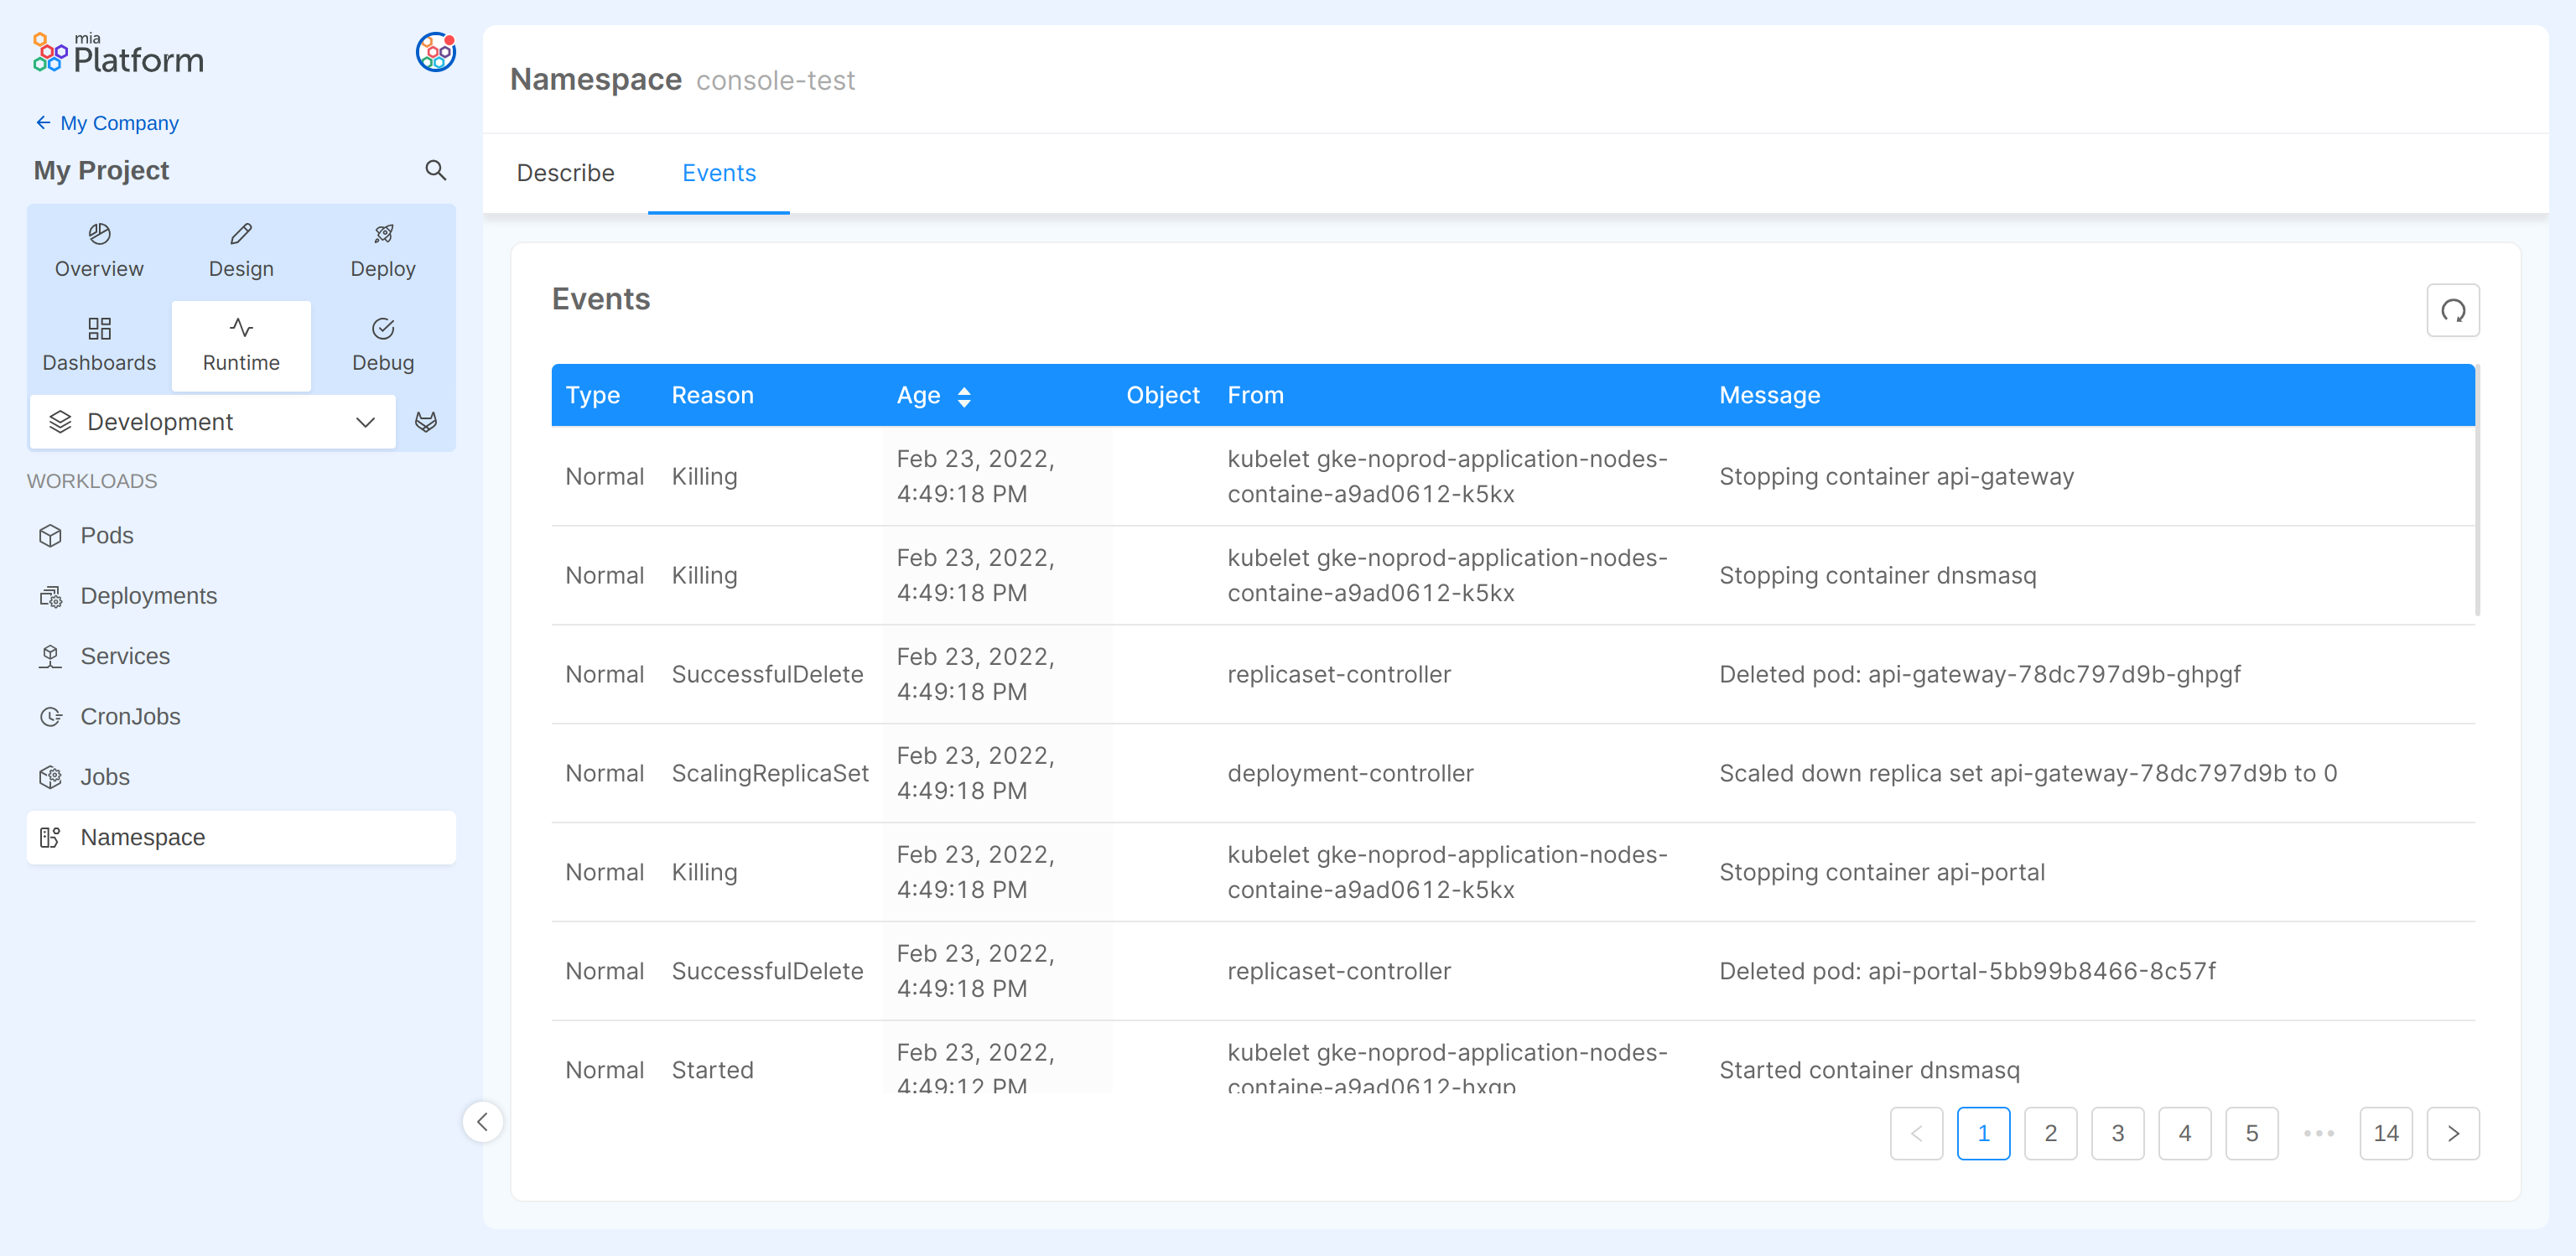 mia
Platform
My Company
My Project
Overview Design Deploy
Dashboards Runtime Debug
Development
WORKLOADS
Pods
Deployments
Services
CronJobs
Jobs
Namespace
Namespace console-test
Describe Events
Events
Type Reason Age Object From Message
Normal Killing Feb 23, 2022, 4:49:18 PM kubelet gke-noprod-application-nodes-containe-a9ad0612-k5kx Stopping container api-gateway
Normal Killing Feb 23, 2022, 4:49:18 PM kubelet gke-noprod-application-nodes-containe-a9ad0612-k5kx Stopping container dnsmasq
Normal SuccessfulDelete Feb 23, 2022, 4:49:18 PM replicaset-controller Deleted pod: api-gateway-78dc797d9b-ghpgf
Normal ScalingReplicaSet Feb 23, 2022, 4:49:18 PM deployment-controller Scaled down replica set api-gateway-78dc797d9b to 0
Normal Killing Feb 23, 2022, 4:49:18 PM kubelet gke-noprod-application-nodes-containe-a9ad0612-k5kx Stopping container api-portal
Normal SuccessfulDelete Feb 23, 2022, 4:49:18 PM replicaset-controller Deleted pod: api-portal-5bb99b8466-8c57f
Normal Started Feb 23, 2022, 4:49:12 PM kubelet gke-noprod-application-nodes- Started container dnsmasq
1 2 3 4 5 ••• 14